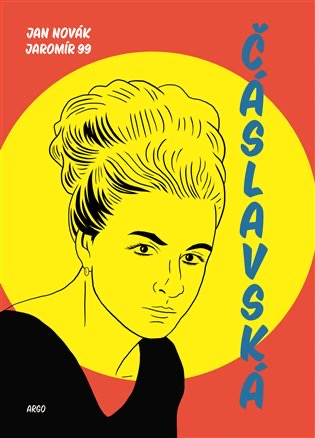 JAN NOVÁK
JAROMÍR 99
ČÁSLAVSKÁ
ARGO